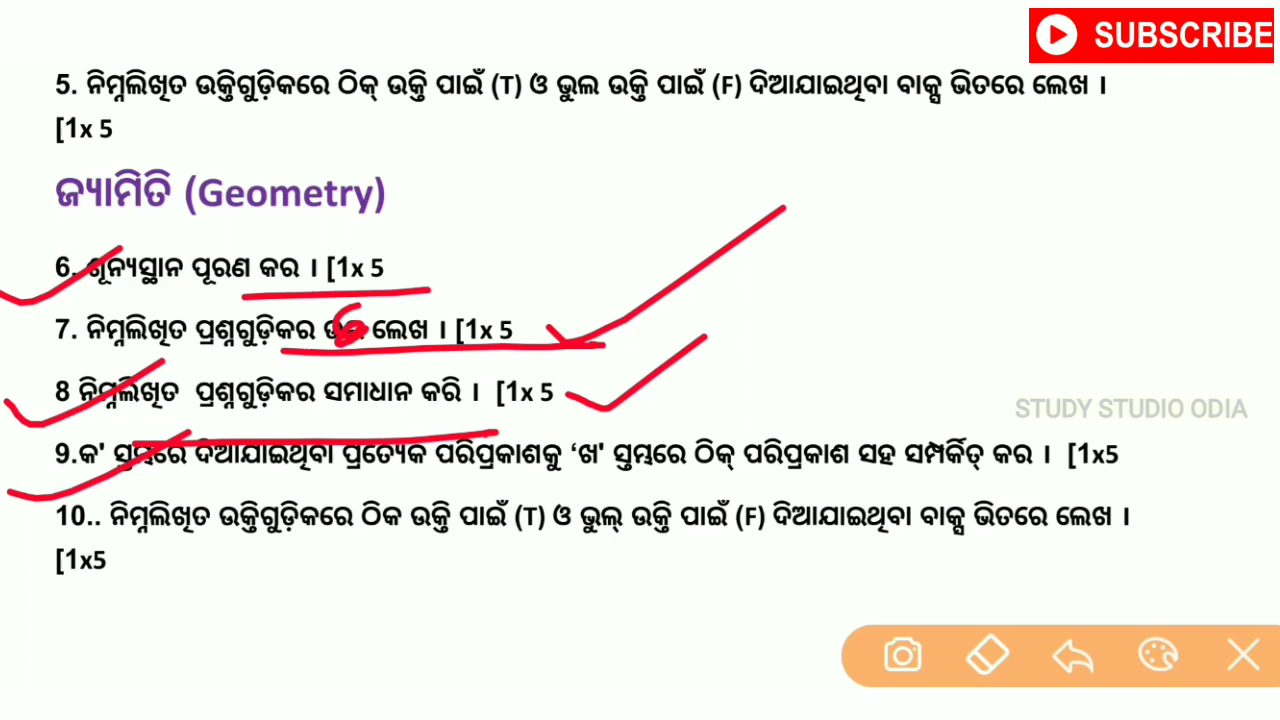 SUBSCRIBE
5. ନିମ୍ନଲିଖିତ ଉକ୍ତିଗୁଡ଼ିକରେ ଠିକ୍ ଉକ୍ତି ପାଇଁ (T) ଓ ଭୁଲ ଉକ୍ତି ପାଇଁ (F) ଦିଆଯାଇଥିବା ବାକ୍ସ ଭିତରେ ଲେଖ ।
[1x 5
ଜ୍ୟାମିତି (Geometry)
6. ଶୂନ୍ୟସ୍ଥାନ ପୂରଣ କର । [1x 5
7. ନିମ୍ନଲିଖିତ ପ୍ରଶ୍ନଗୁଡ଼ିକର ଲେଖ । [1x 5
8 ନିମ୍ନଲିଖିତ ପ୍ରଶ୍ନଗୁଡ଼ିକର ସମାଧାନ କରି । [1x 5
STUDY STUDIO ODIA
9.କ' ସ୍ତମ୍ଭରେ ଦିଆଯାଇଥିବା ପ୍ରତ୍ୟେକ ପରିପ୍ରକାଶକୁ ‘ଖ' ସ୍ତମ୍ଭରେ ଠିକ୍ ପରିପ୍ରକାଶ ସହ ସମ୍ପର୍କିତ୍ କର । [1x5
10.. ନିମ୍ନଲିଖିତ ଉକ୍ତିଗୁଡ଼ିକରେ ଠିକ ଉକ୍ତି ପାଇଁ (T) ଓ ଭୁଲ୍ ଉକ୍ତି ପାଇଁ (F) ଦିଆଯାଇଥିବା ବାକ୍ସ ଭିତରେ ଲେଖ ।
[1x5